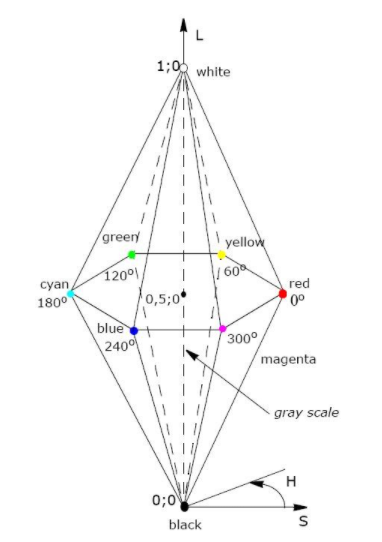 L
1;0
white
green
yellow
120°
60°
cyan
180°
0,5;0
red
0°
blue
240°
300°
magenta
gray scale
H
0;0
S
black